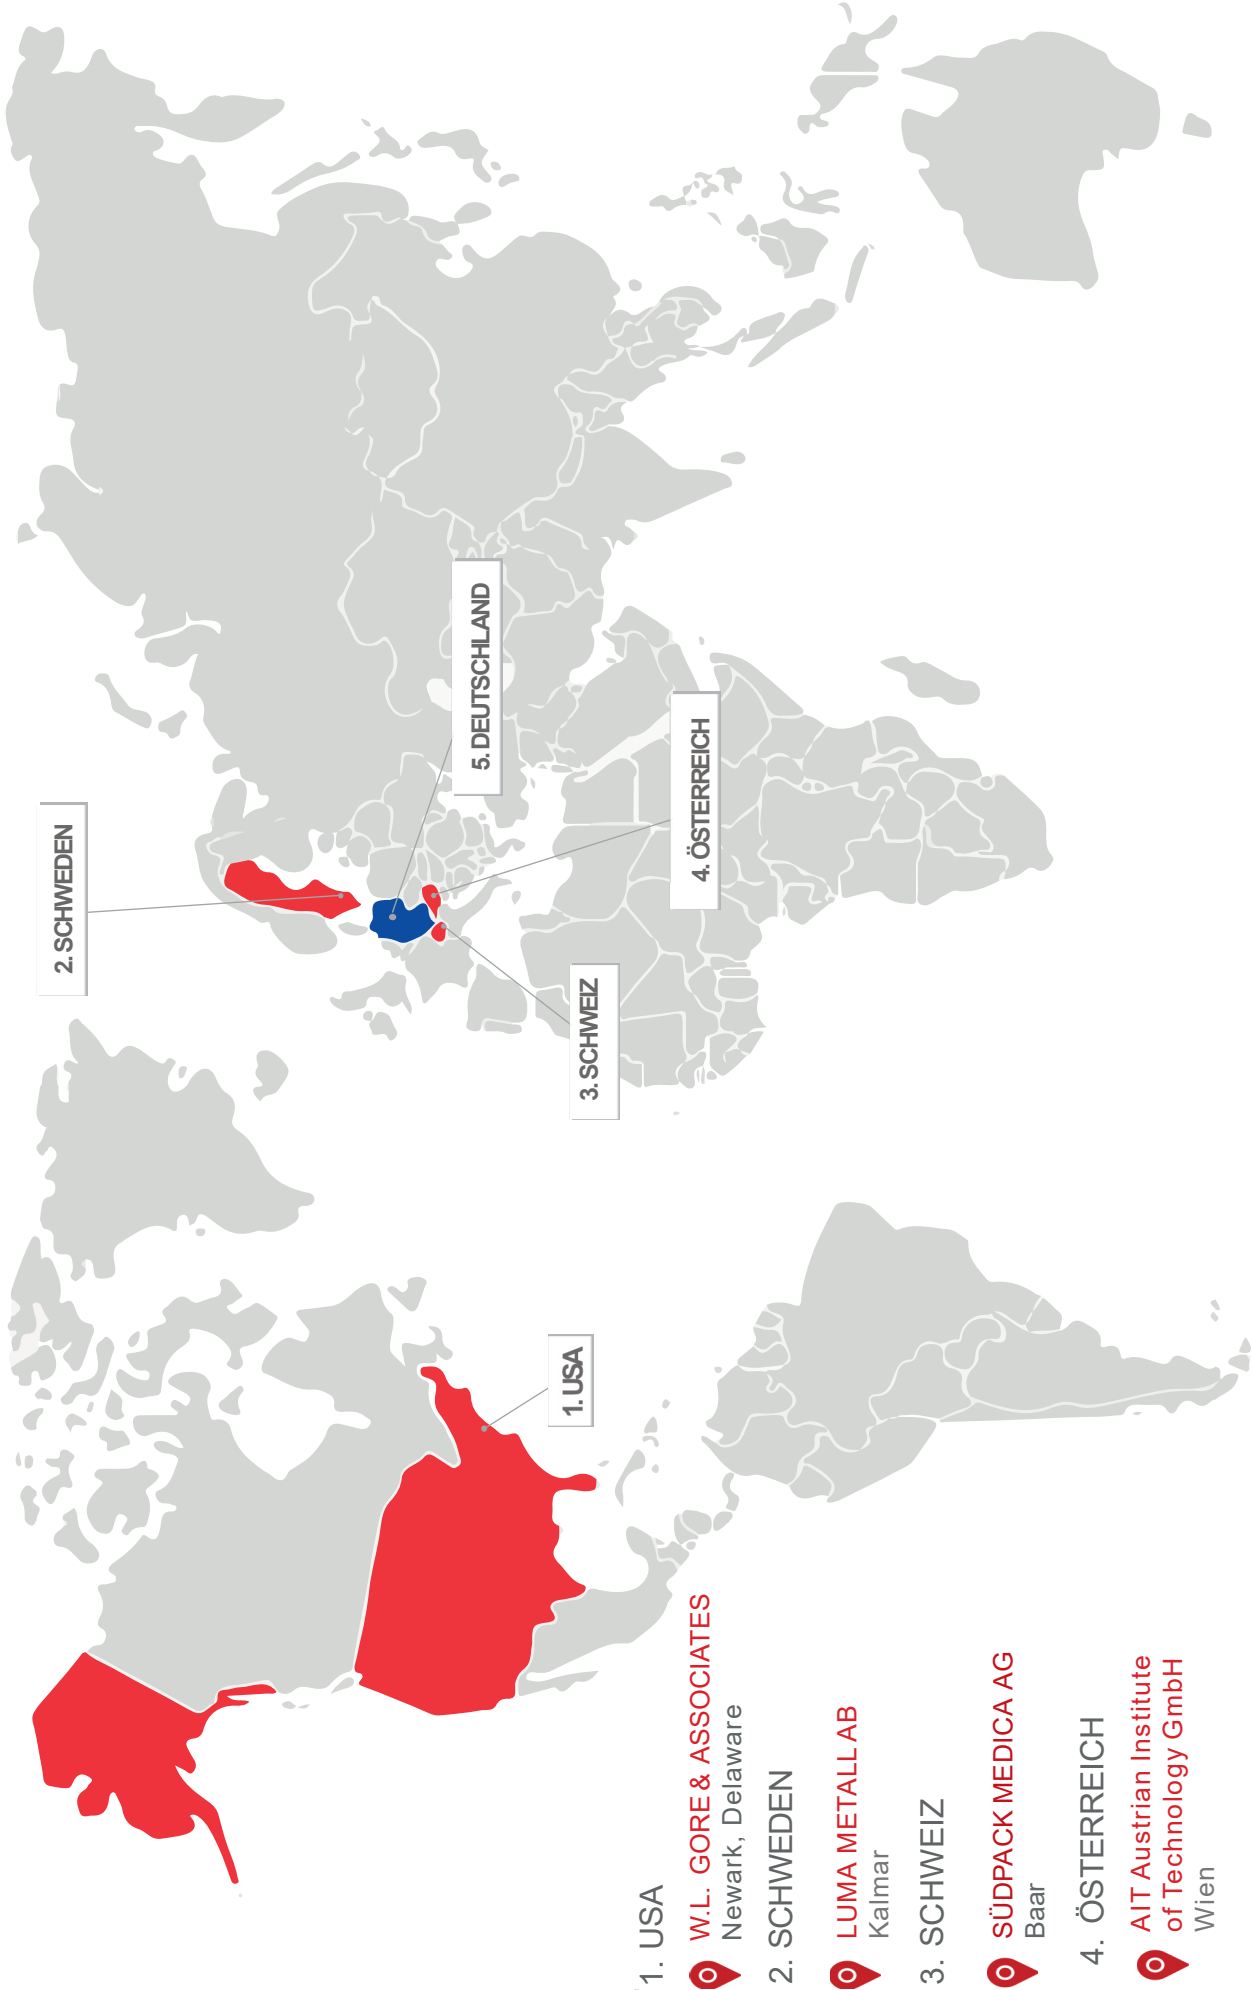 2. SCHWEDEN
5. DEUTSCHLAND
4. ÖSTERREICH
3. SCHWEIZ
1. USA
1. USA
W.L. GORE & ASSOCIATES
Newark, Delaware
2. SCHWEDEN
LUMA METALL AB
Kalmar
3. SCHWEIZ
SÜDPACK MEDICA AG
Baar
4. ÖSTERREICH
AIT Austrian Institute
of Technology GmbH
Wien